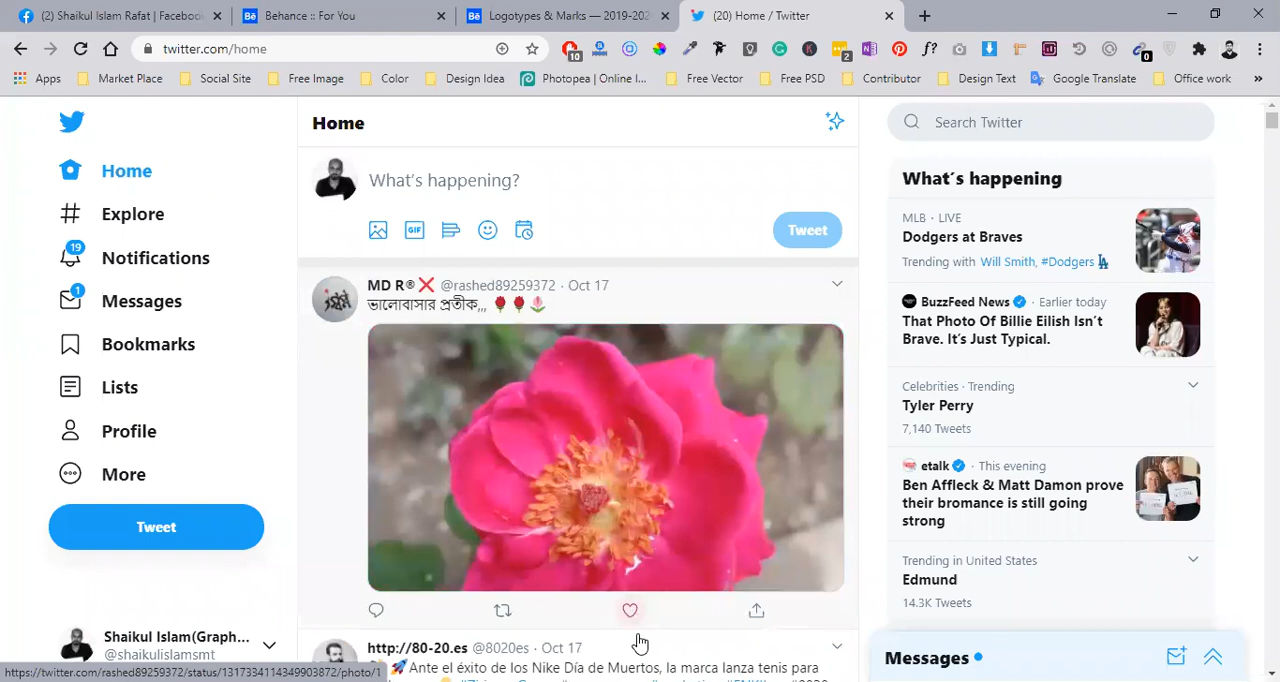 (2) Shaikul Islam Rafat | Facebook
Behance :: For You
Logotypes & Marks — 2019-2020
(20) Home / Twitter
twitter.com/home
10
2
0
Apps
Market Place
Social Site
Free Image
Color
Design Idea
Photopea | Online I...
Free Vector
Free PSD
Contributor
Design Text
Google Translate
Office work
»
Home
Explore
19
Notifications
1
Messages
Bookmarks
Lists
Profile
More
Tweet
Shaikul Islam(Graph...
@shaikulislamsmt
https://twitter.com/rashed89259372/status/1317334114349903872/photo/1
Home
What's happening?
GIF
Tweet
MD R®❌ @rashed89259372 · Oct 17
ভালোবাসার প্রতীক,,, 🌹🌹🌷
http://80-20.es @8020es · Oct 17
🚀Ante el éxito de los Nike Día de Muertos, la marca lanza tenis para
Search Twitter
What's happening
MLB · LIVE
Dodgers at Braves
Trending with Will Smith, #Dodgers
BuzzFeed News · Earlier today
That Photo Of Billie Eilish Isn't
Brave. It's Just Typical.
Celebrities · Trending
Tyler Perry
7,140 Tweets
etalk · This evening
Ben Affleck & Matt Damon prove
their bromance is still going
strong
Trending in United States
Edmund
14.3K Tweets
Messages